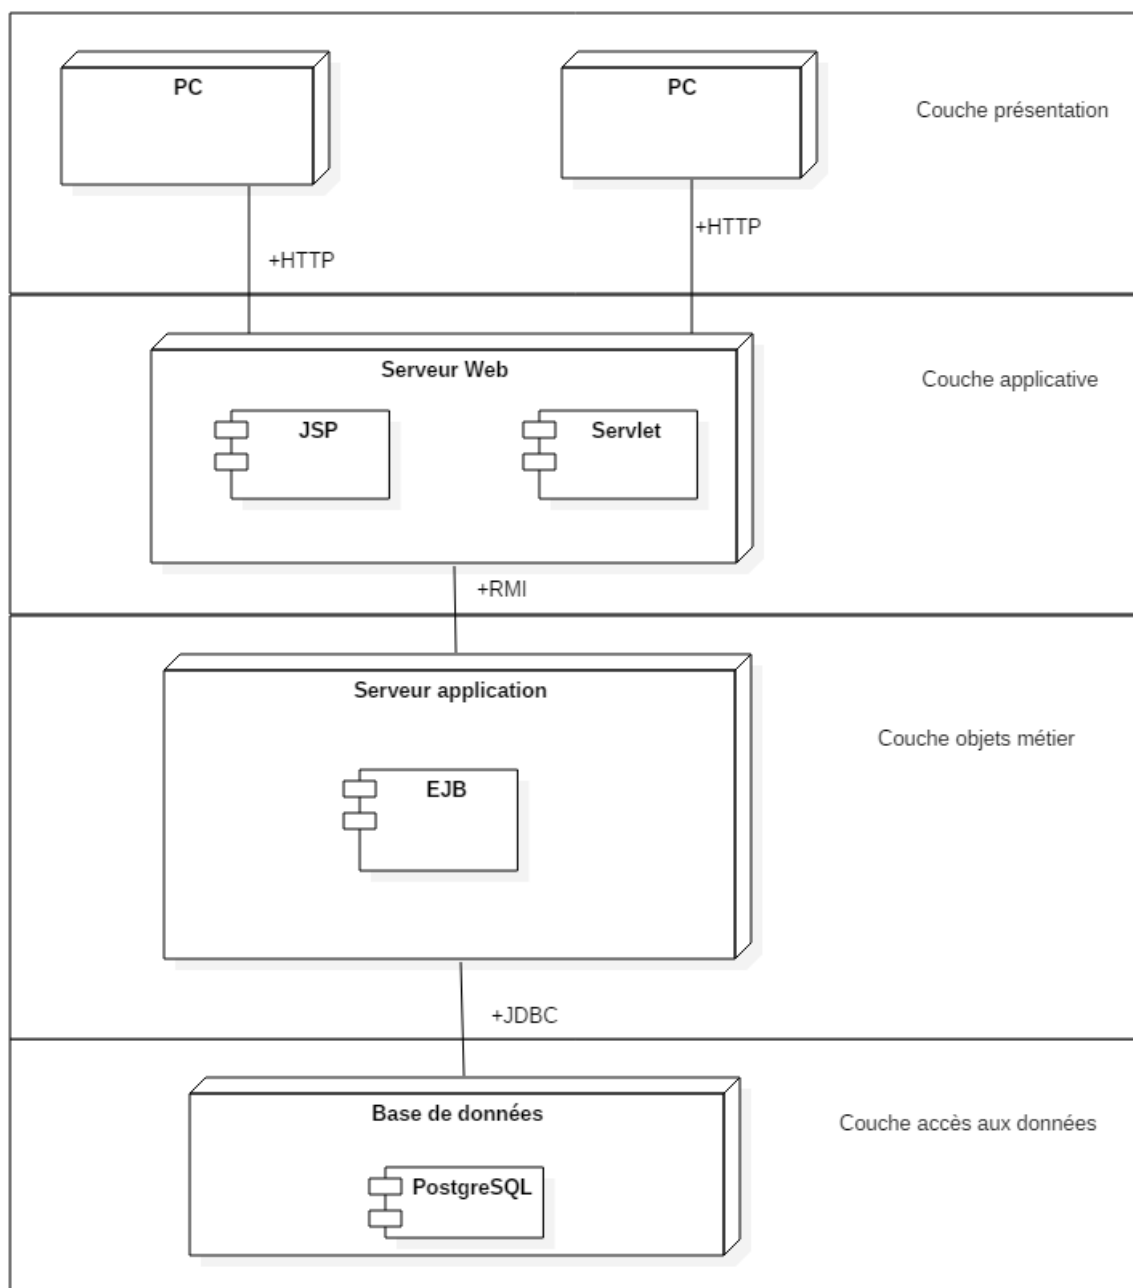 PC
PC
Couche présentation
+HTTP
+HTTP
Serveur Web
Couche applicative
JSP
Servlet
+RMI
Serveur application
Couche objets métier
EJB
+JDBC
Base de données
Couche accès aux données
PostgreSQL